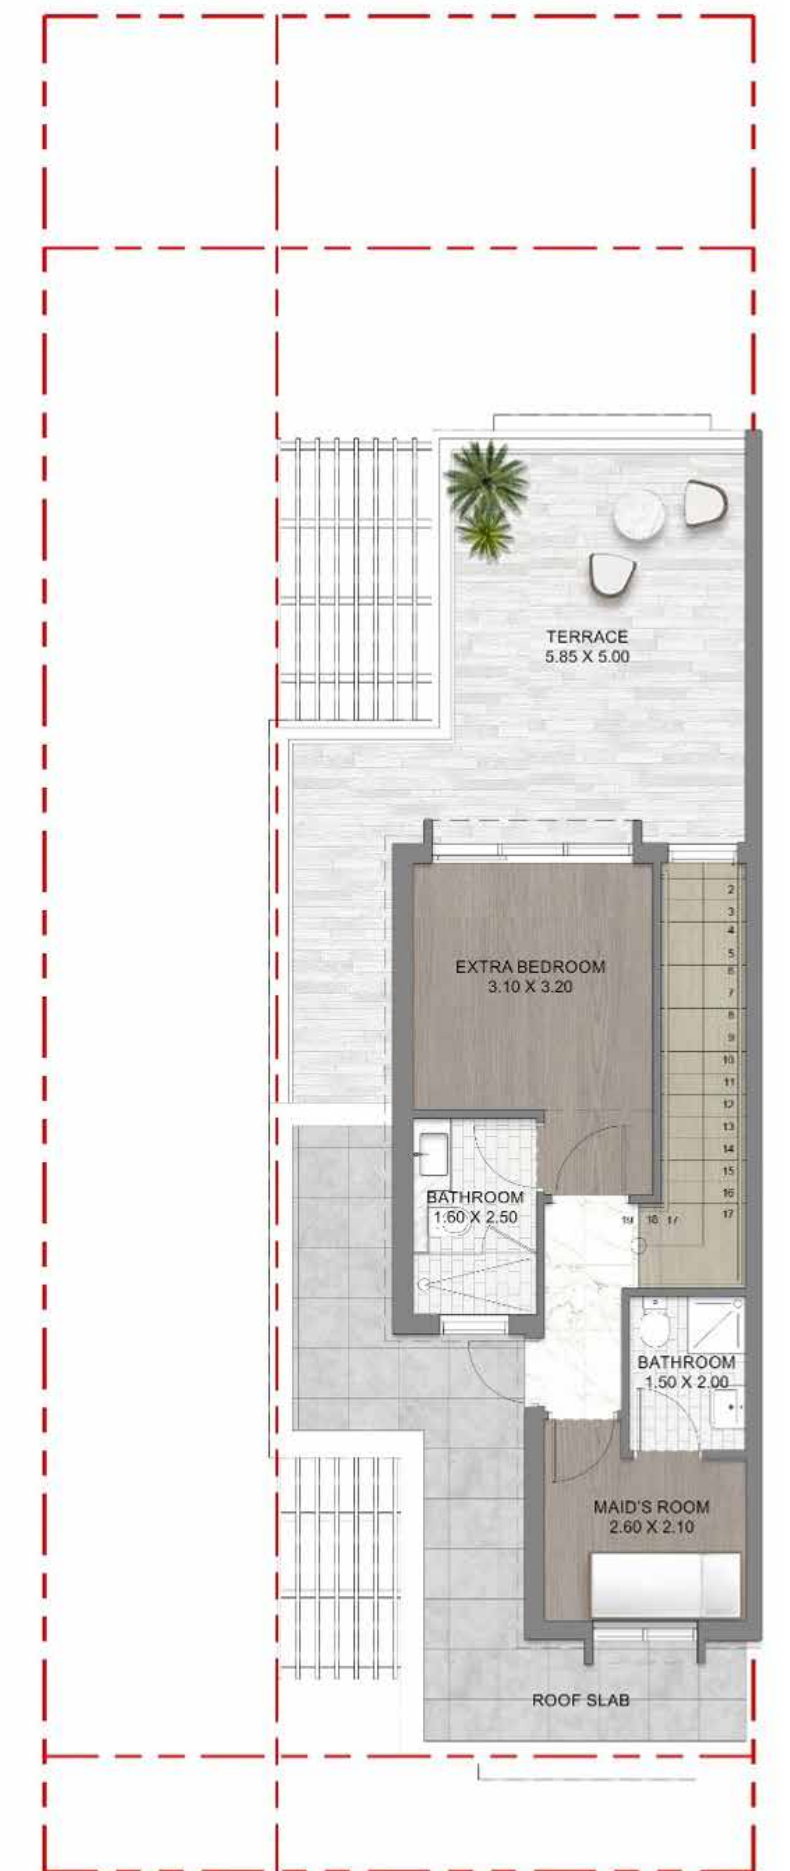 TERRACE
5.85 X 5.00
2
3
4
5
6
7
8
9
10
11
12
13
14
15
16
17
EXTRA BEDROOM
3.10 X 3.20
BATHROOM
1.60 X 2.50
19 18 17
BATHROOM
1.50 X 2.00
MAID'S ROOM
2.60 X 2.10
ROOF SLAB